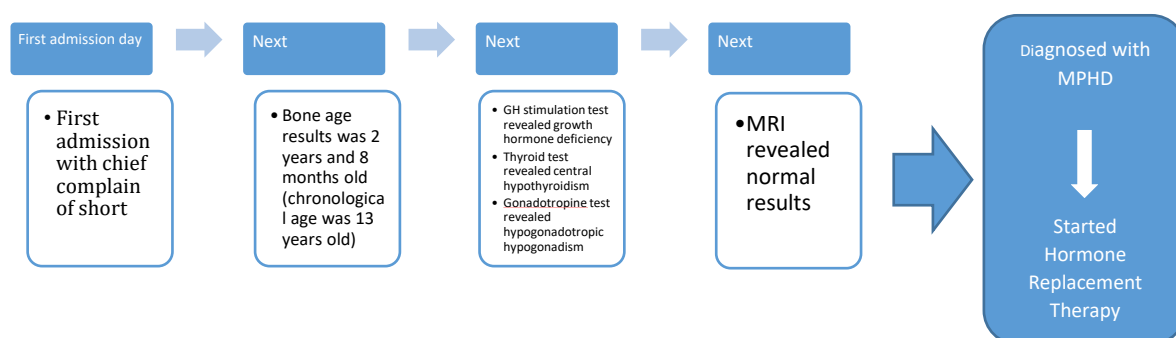 First admission day
Next
Next
Next
• First
admission
with chief
complain
of short
• Bone age
results was 2
years and 8
months old
(chronologica
l age was 13
years old)
• GH stimulation test
revealed growth
hormone deficiency
• Thyroid test
revealed central
hypothyroidism
• Gonadotropine test
revealed
hypogonadotropic
hypogonadism
•MRI
revealed
normal
results
Diagnosed with
MPHD
Started
Hormone
Replacement
Therapy